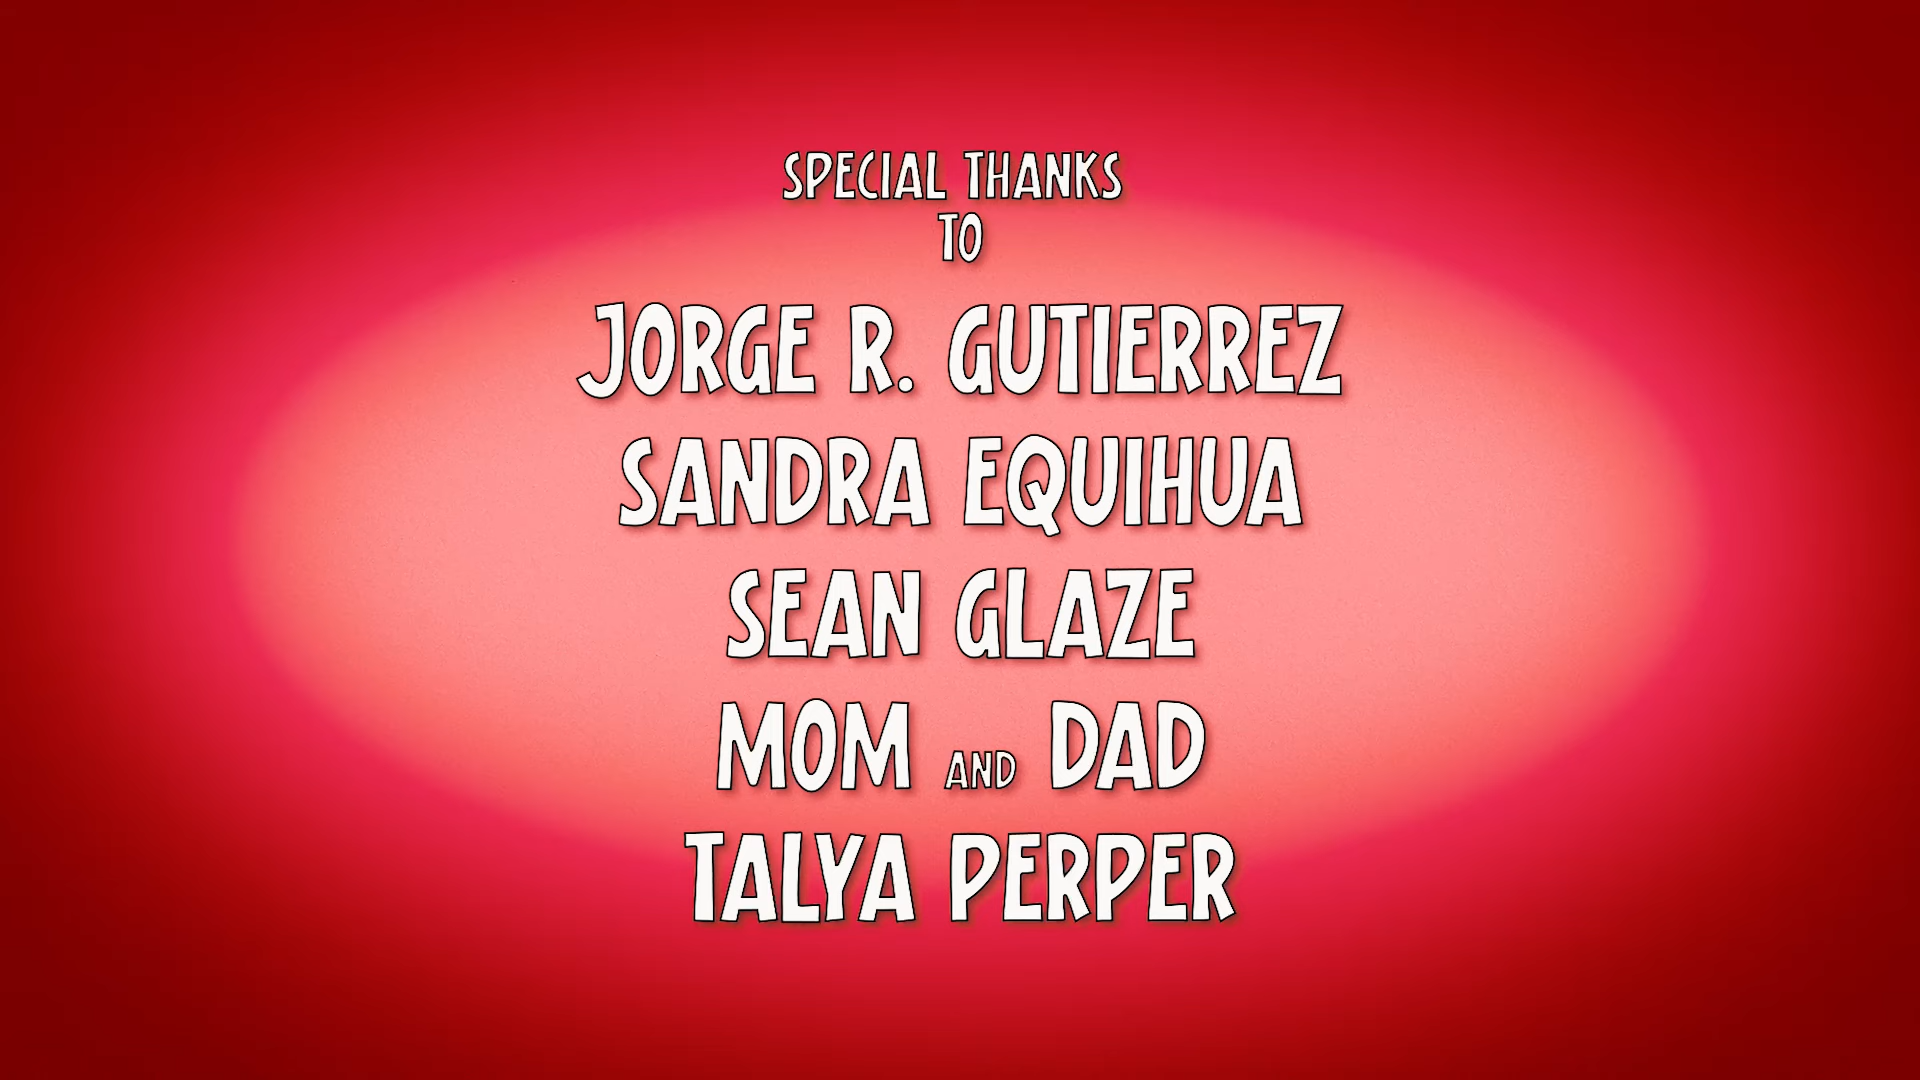 SPECIAL THANKS
TO
JORGE R. GUTIERREZ
SANDRA EQUIHUA
SEAN GLAZE
MOM AND DAD
TALYA PERPER